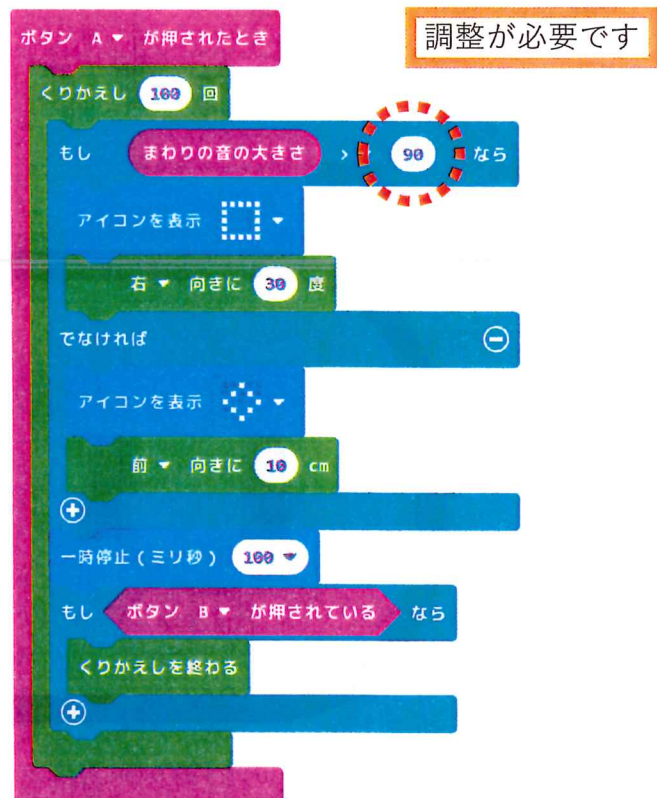 ボタン A が押されたとき
調整が必要です
くりかえし 100 回
もし まわりの音の大きさ > 90 なら
アイコンを表示
右 向きに 30 度
でなければ
アイコンを表示
前 向きに 10 cm
一時停止 (ミリ秒) 100
もし ボタン B が押されている なら
くりかえしを終わる